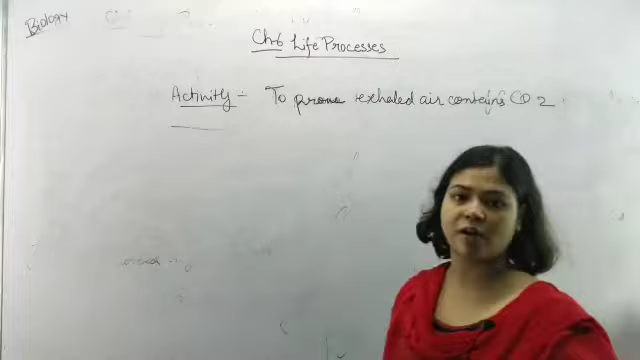 Biology
Ch-6 Life Processes
Activity :- To prove exhaled air contains CO2.